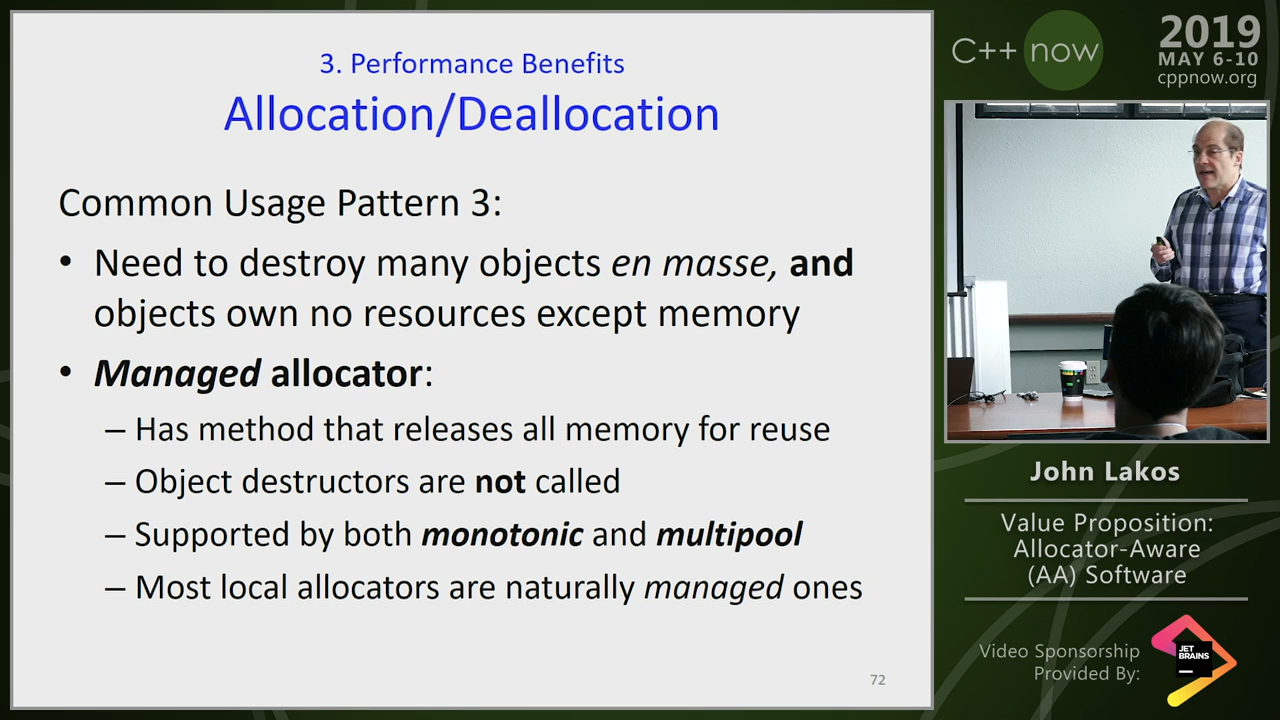 3. Performance Benefits
Allocation/Deallocation
Common Usage Pattern 3:
• Need to destroy many objects en masse, and
objects own no resources except memory
• Managed allocator:
– Has method that releases all memory for reuse
– Object destructors are not called
– Supported by both monotonic and multipool
– Most local allocators are naturally managed ones
72
C++ now
2019
MAY 6-10
cppnow.org
John Lakos
Value Proposition:
Allocator-Aware
(AA) Software
Video Sponsorship
Provided By:
JET
BRAINS